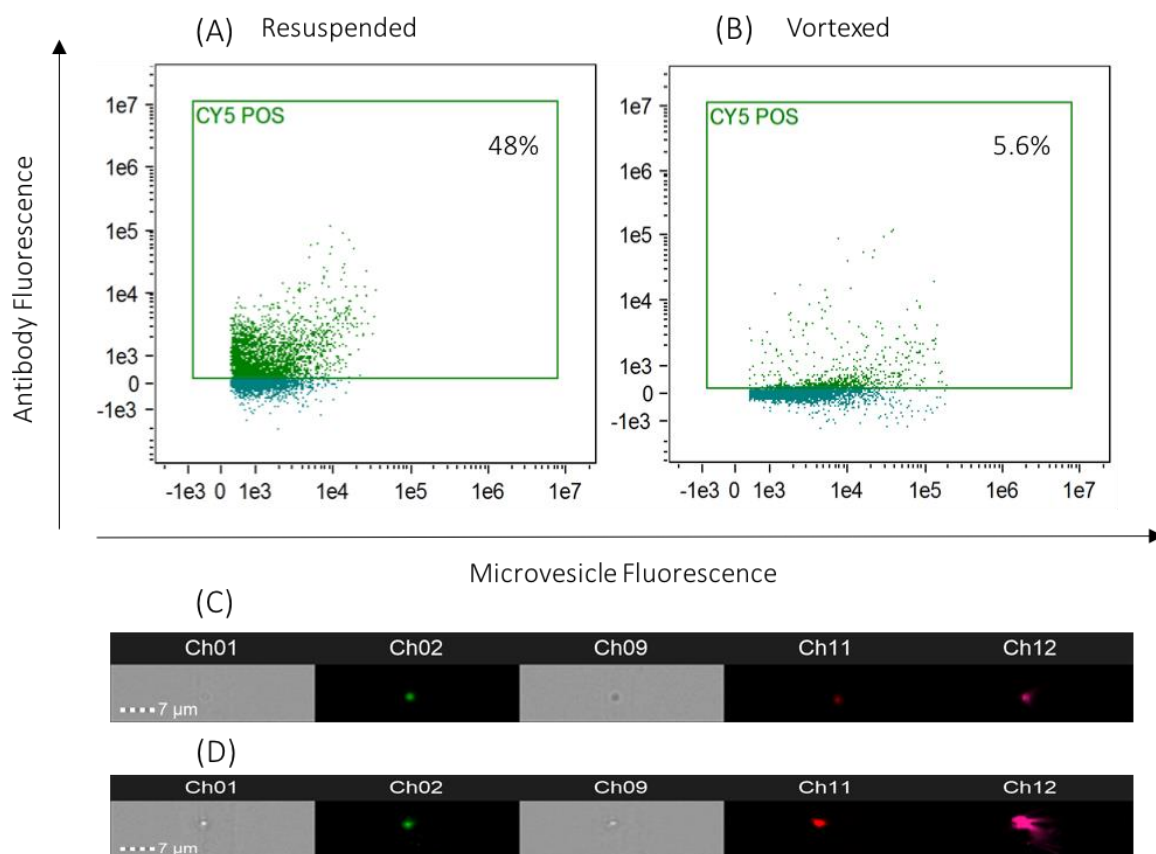 (A) Resuspended
(B) Vortexed
Antibody Fluorescence
1e7
1e6
1e5
1e4
1e3
0
-1e3
CY5 POS
48%
-1e3 0 1e3 1e4 1e5 1e6 1e7
1e7
1e6
1e5
1e4
1e3
0
-1e3
CY5 POS
5.6%
-1e3 0 1e3 1e4 1e5 1e6 1e7
Microvesicle Fluorescence
(C)
Ch01 Ch02 Ch09 Ch11 Ch12
7 µm
(D)
Ch01 Ch02 Ch09 Ch11 Ch12
7 µm